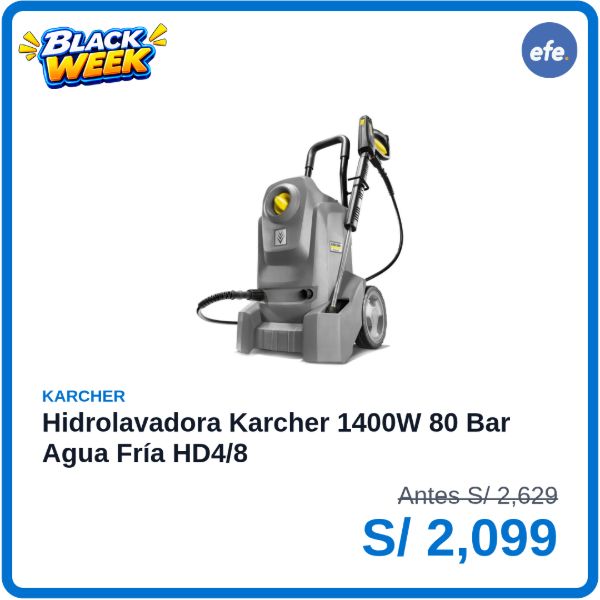 BLACK
WEEK
efe.
KARCHER
Hidrolavadora Karcher 1400W 80 Bar
Agua Fría HD4/8
Antes S/ 2,629
S/ 2,099